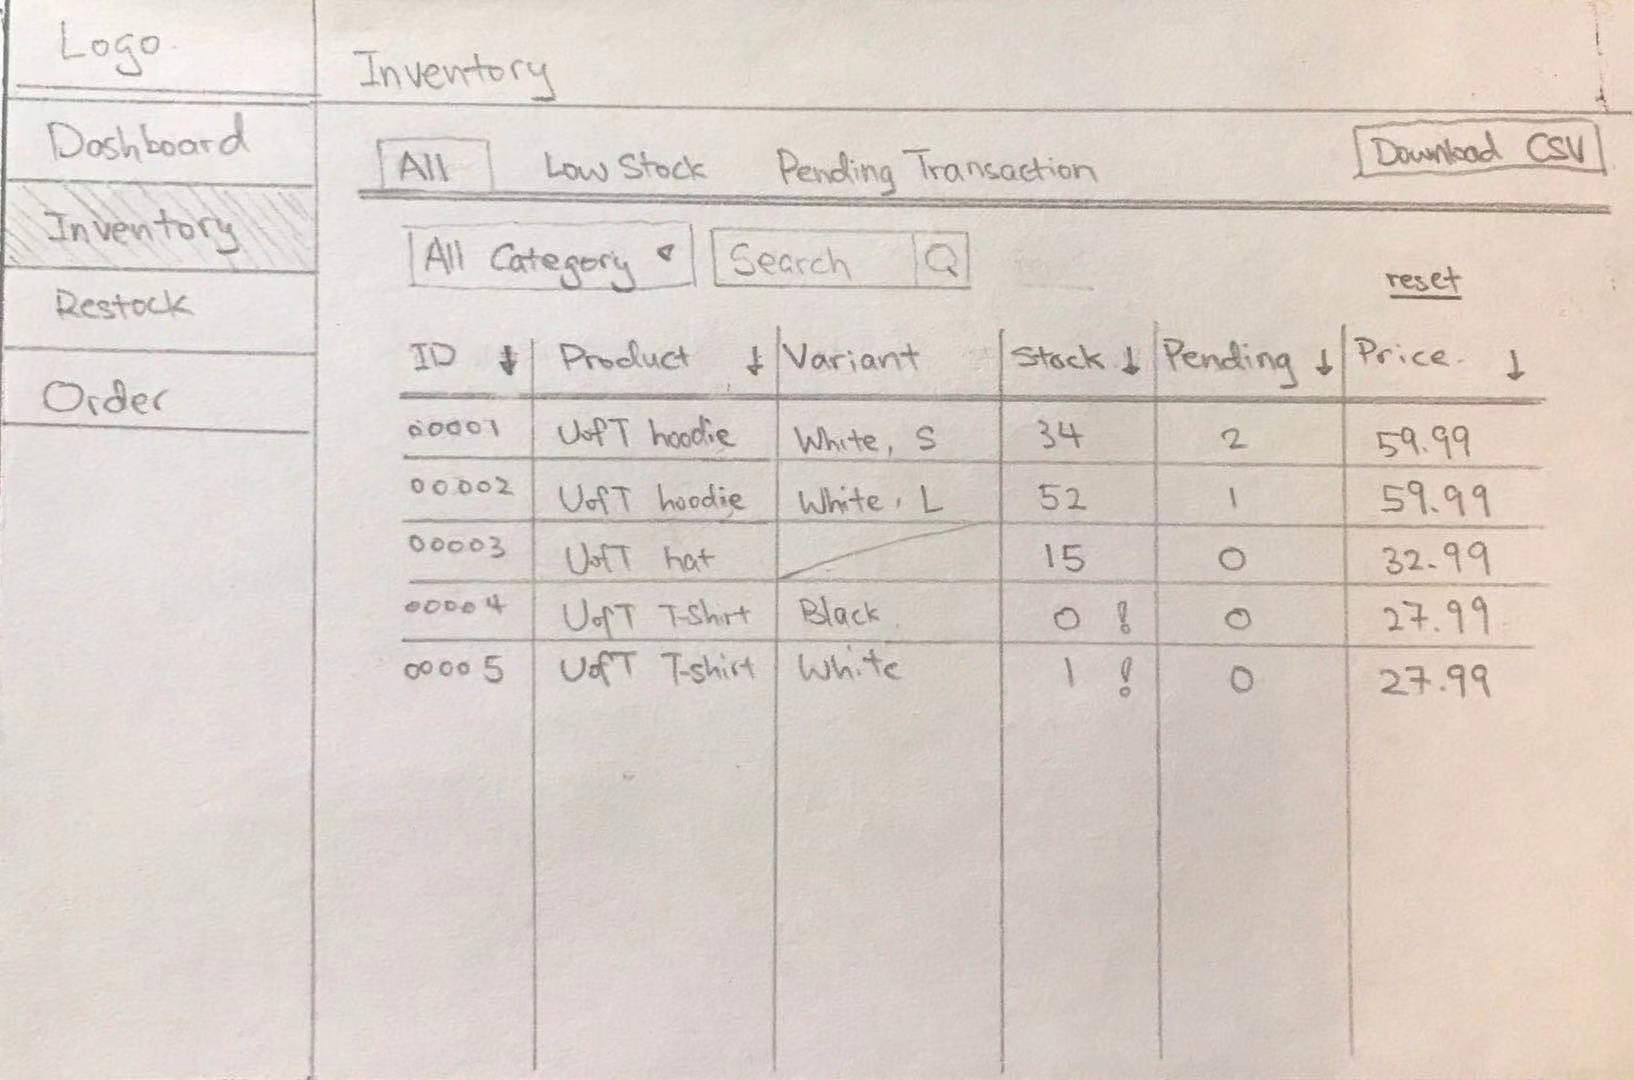 Logo
Inventory
Dashboard
Inventory
Restock
Order
All Low Stock Pending Transaction Download CSV
All Category Search
reset
ID ↓ Product ↓ Variant Stock ↓ Pending ↓ Price ↓
00001 UofT hoodie White, S 34 2 59.99
00002 UofT hoodie White, L 52 1 59.99
00003 UofT hat 15 0 32.99
00004 UofT T-shirt Black 0 ! 0 27.99
00005 UofT T-shirt White 1 ! 0 27.99